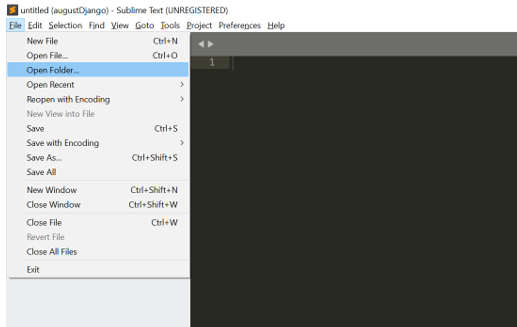 untitled (augustDjango) - Sublime Text (UNREGISTERED)
File Edit Selection Find View Goto Tools Project Preferences Help
New File Ctrl+N
Open File... Ctrl+O
Open Folder...
Open Recent
Reopen with Encoding
New View into File
Save Ctrl+S
Save with Encoding
Save As... Ctrl+Shift+S
Save All
New Window Ctrl+Shift+N
Close Window Ctrl+Shift+W
Close File Ctrl+W
Revert File
Close All Files
Exit
1